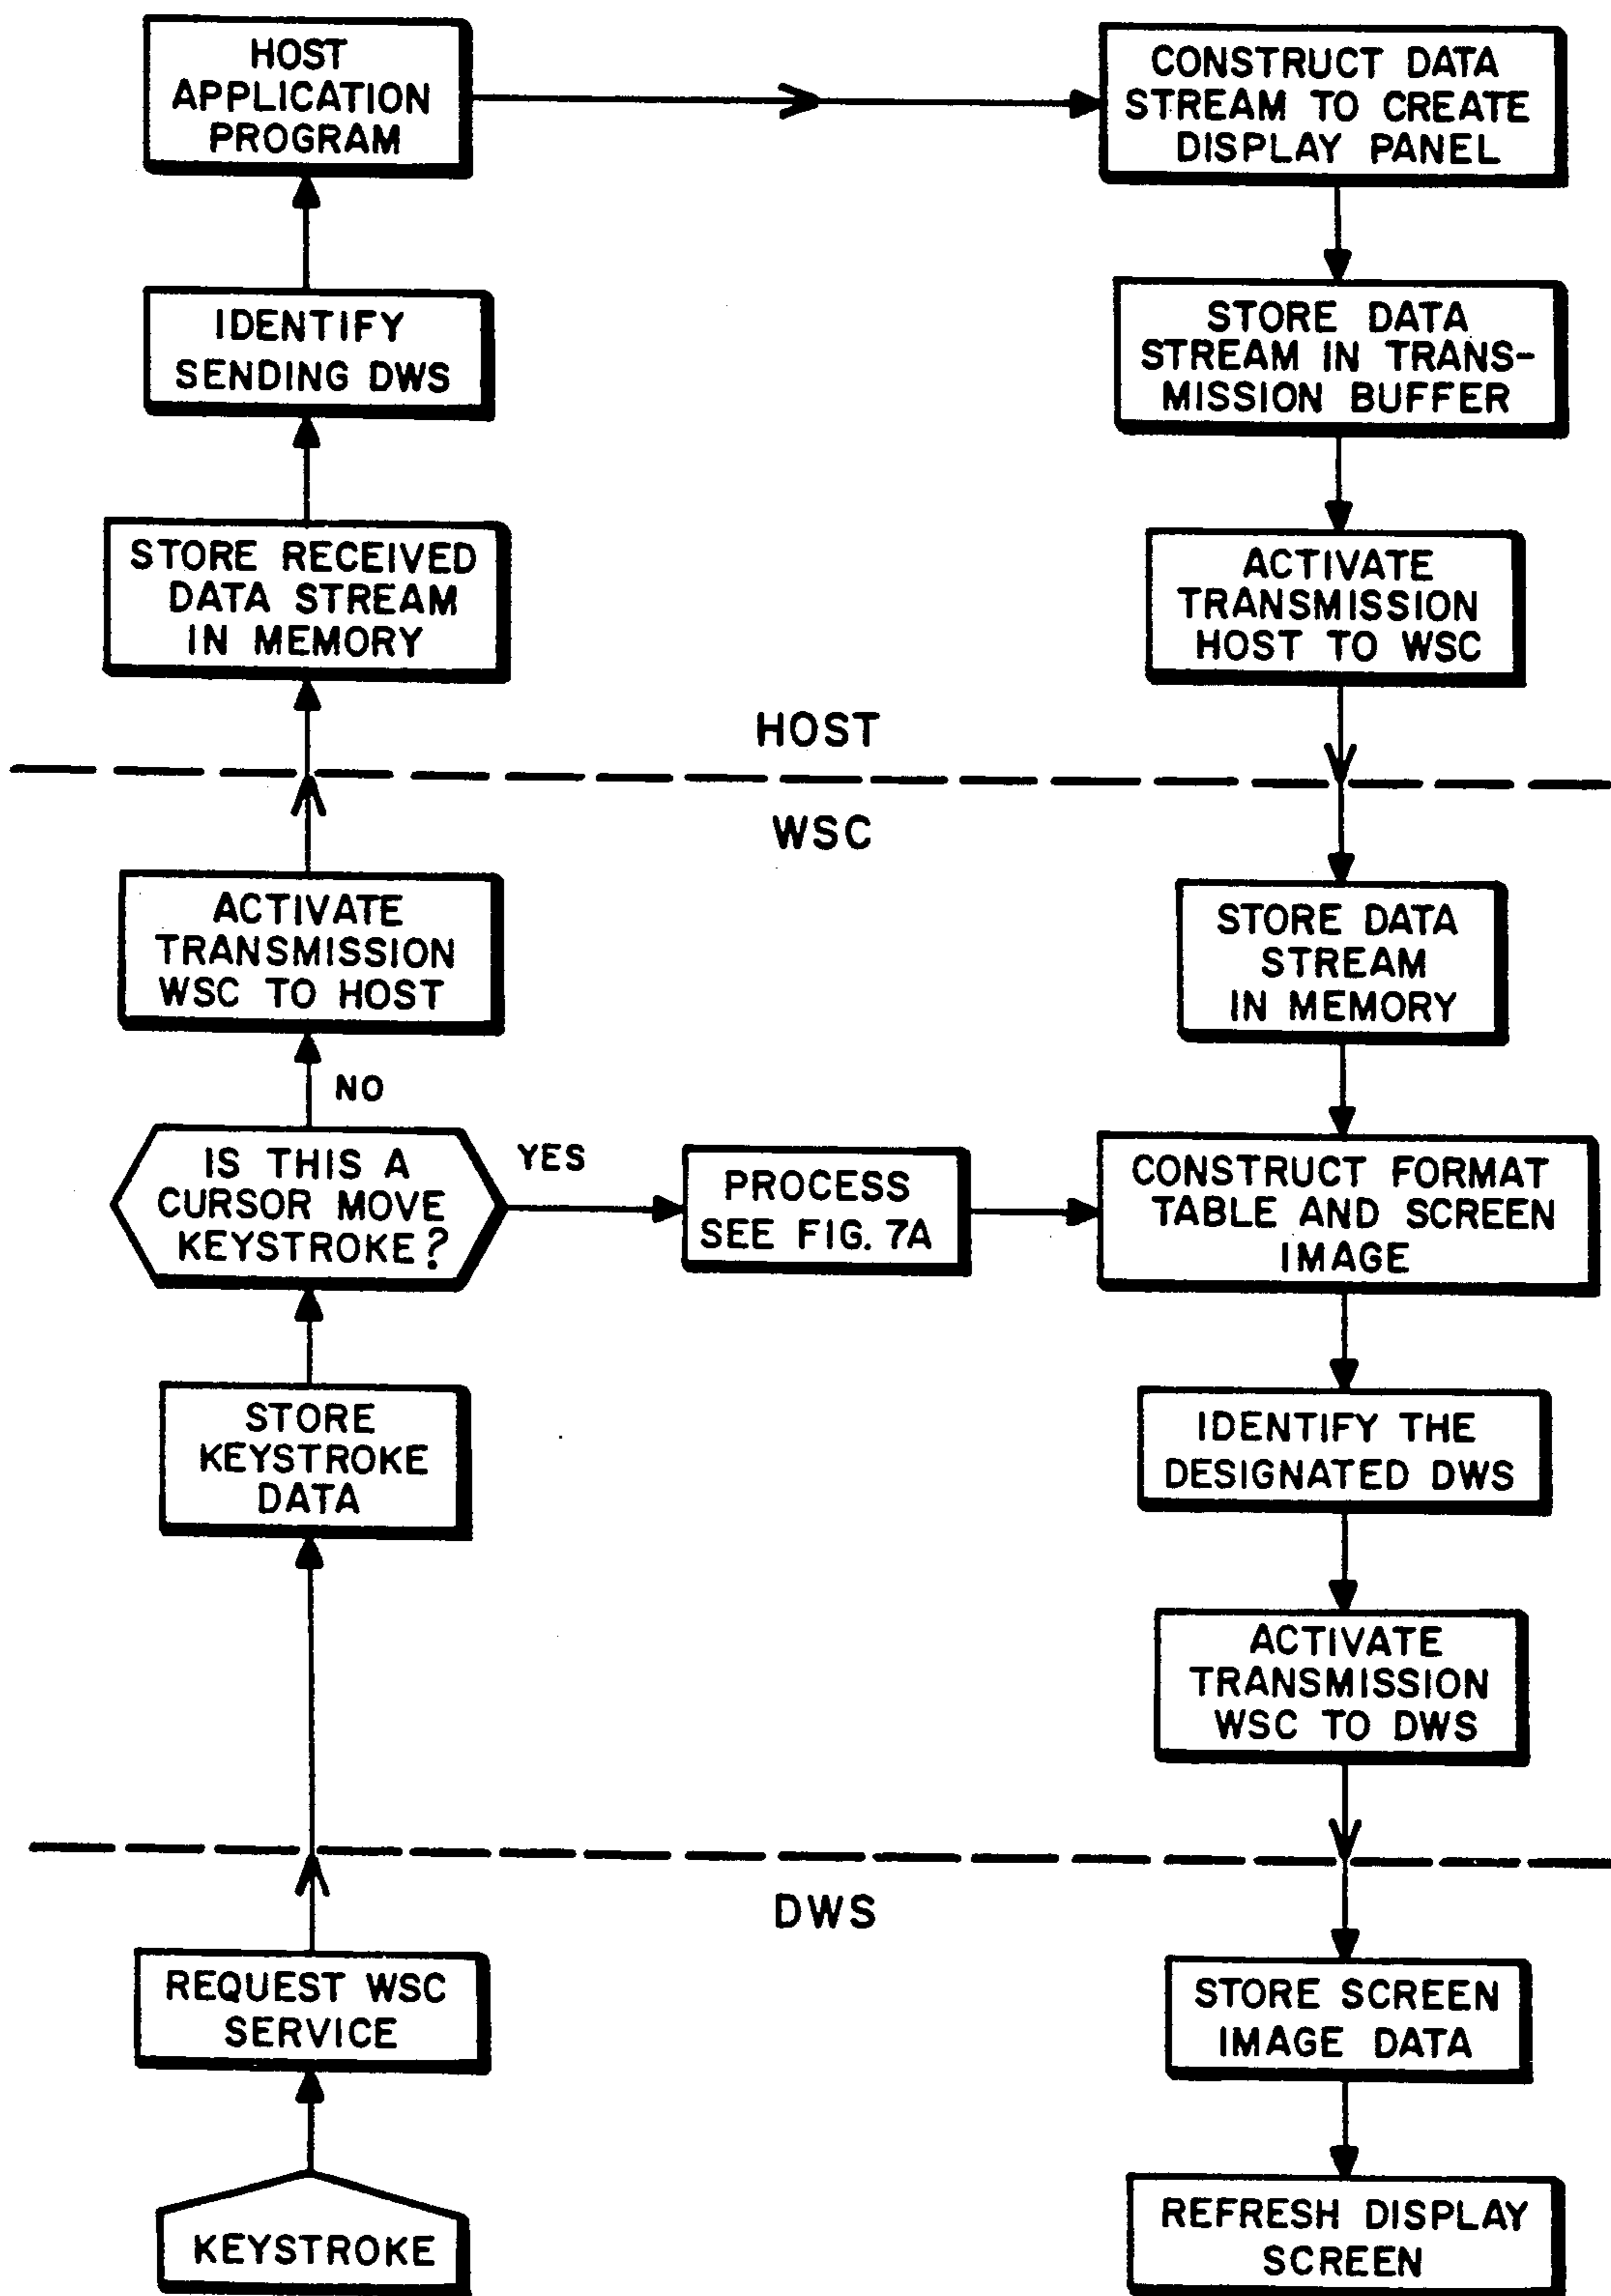 HOST
APPLICATION
PROGRAM
CONSTRUCT DATA
STREAM TO CREATE
DISPLAY PANEL
IDENTIFY
SENDING DWS
STORE DATA
STREAM IN TRANS-
MISSION BUFFER
STORE RECEIVED
DATA STREAM
IN MEMORY
ACTIVATE
TRANSMISSION
HOST TO WSC
HOST
WSC
ACTIVATE
TRANSMISSION
WSC TO HOST
STORE DATA
STREAM
IN MEMORY
NO
IS THIS A
CURSOR MOVE
KEYSTROKE?
YES
PROCESS
SEE FIG. 7A
CONSTRUCT FORMAT
TABLE AND SCREEN
IMAGE
STORE
KEYSTROKE
DATA
IDENTIFY THE
DESIGNATED DWS
ACTIVATE
TRANSMISSION
WSC TO DWS
DWS
REQUEST WSC
SERVICE
STORE SCREEN
IMAGE DATA
KEYSTROKE
REFRESH DISPLAY
SCREEN